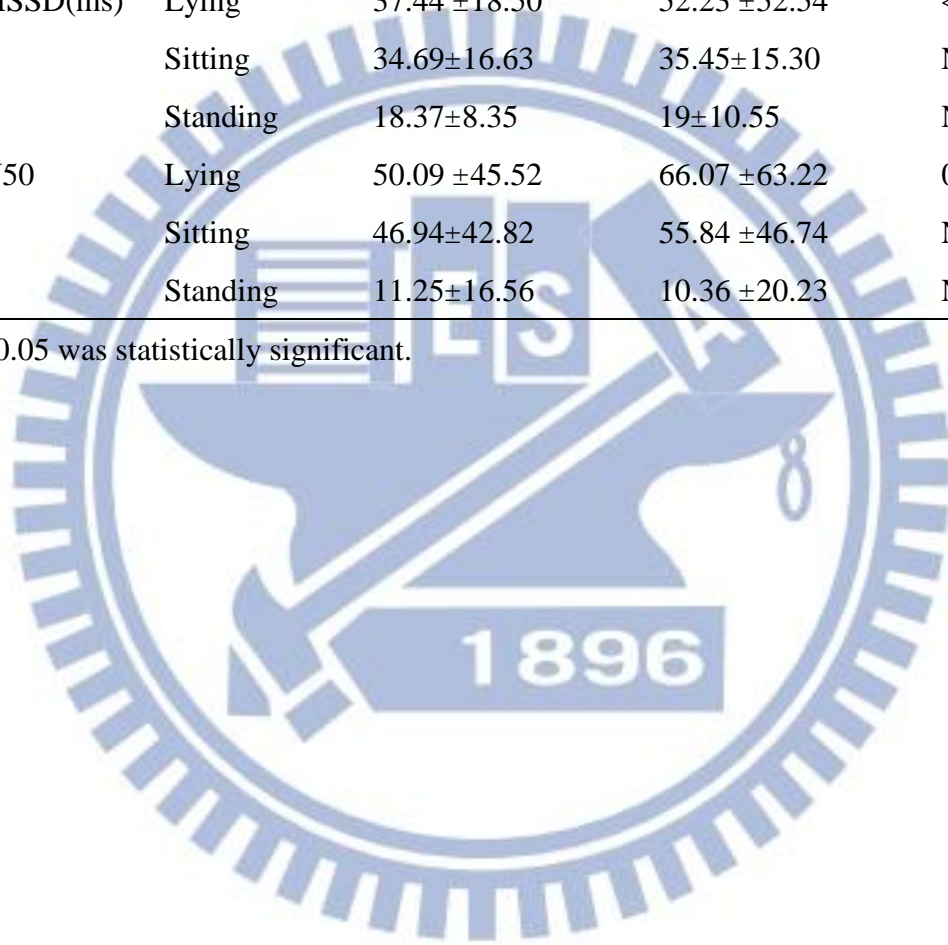 Lying
Sitting 34.69±16.63 35.45±15.30
Standing 18.37±8.35 19±10.55
50 Lying 50.09 ±45.52 66.07 ±63.22
Sitting 46.94±42.82 55.84 ±46.74
Standing 11.25±16.56 10.36 ±20.23
0.05 was statistically significant.
E S A
1896